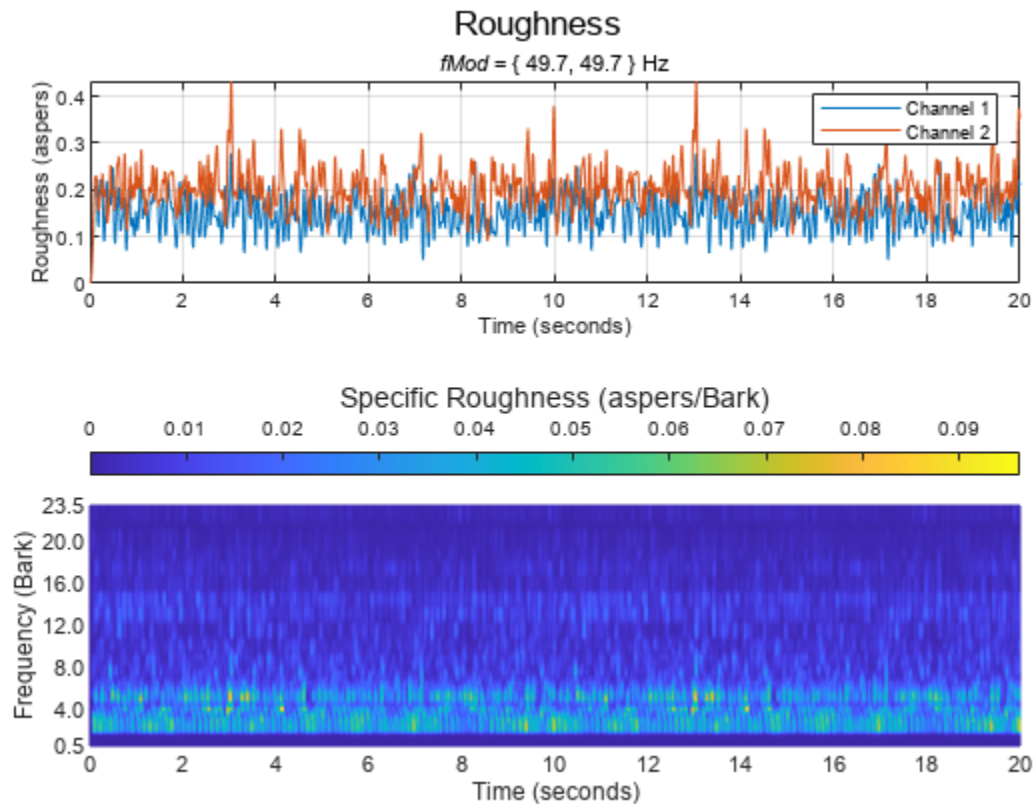 Roughness
fMod = { 49.7, 49.7 } Hz
Roughness (aspers)
0.4
0.3
0.2
0.1
0
Channel 1
Channel 2
0 2 4 6 8 10 12 14 16 18 20
Time (seconds)
Specific Roughness (aspers/Bark)
0 0.01 0.02 0.03 0.04 0.05 0.06 0.07 0.08 0.09
Frequency (Bark)
23.5
20.0
16.0
12.0
8.0
4.0
0.5
0 2 4 6 8 10 12 14 16 18 20
Time (seconds)